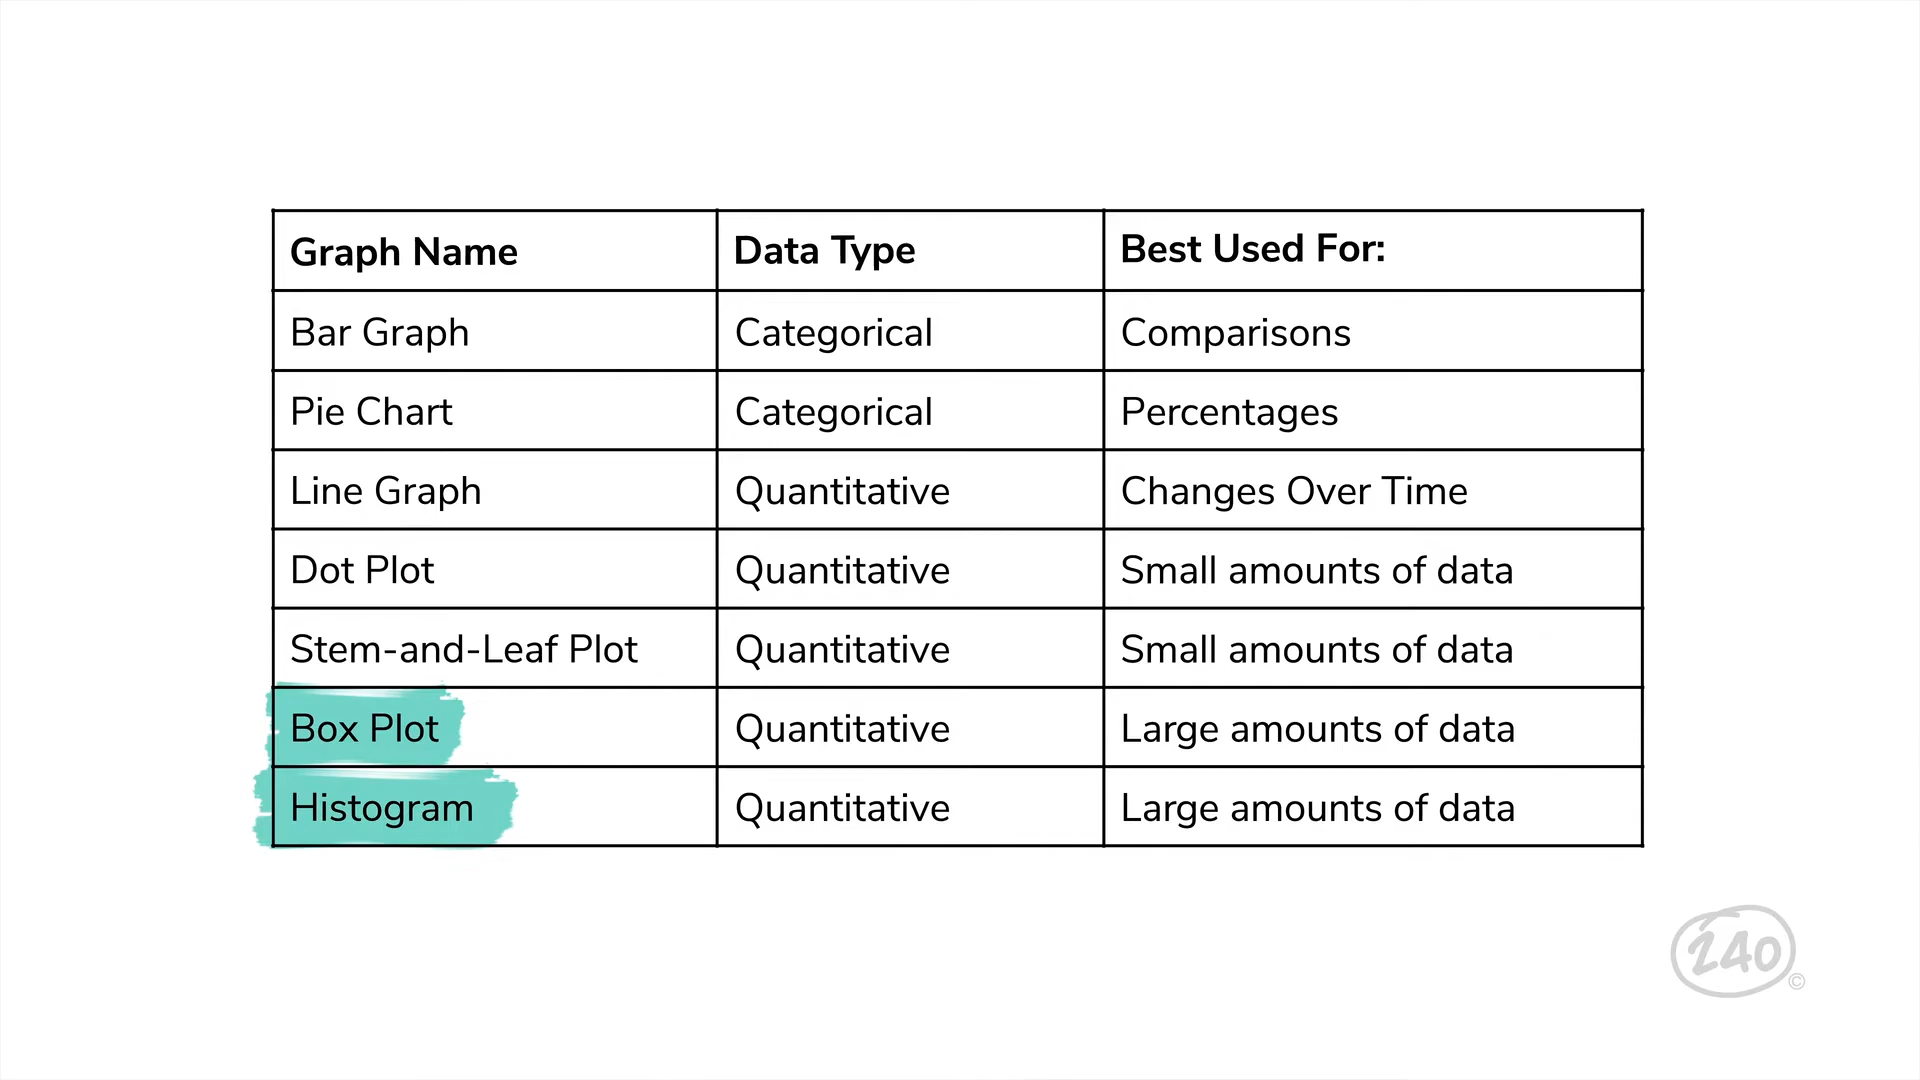 Graph Name Data Type Best Used For:
Bar Graph Categorical Comparisons
Pie Chart Categorical Percentages
Line Graph Quantitative Changes Over Time
Dot Plot Quantitative Small amounts of data
Stem-and-Leaf Plot Quantitative Small amounts of data
Box Plot Quantitative Large amounts of data
Histogram Quantitative Large amounts of data
240 ©